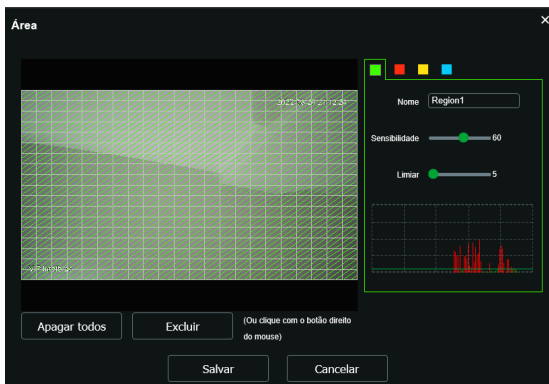 Área
×
Nome Region1
Sensibilidade 60
Limiar 5
Apagar todos
Excluir
(Ou clique com o botão direito
do mouse)
Salvar
Cancelar